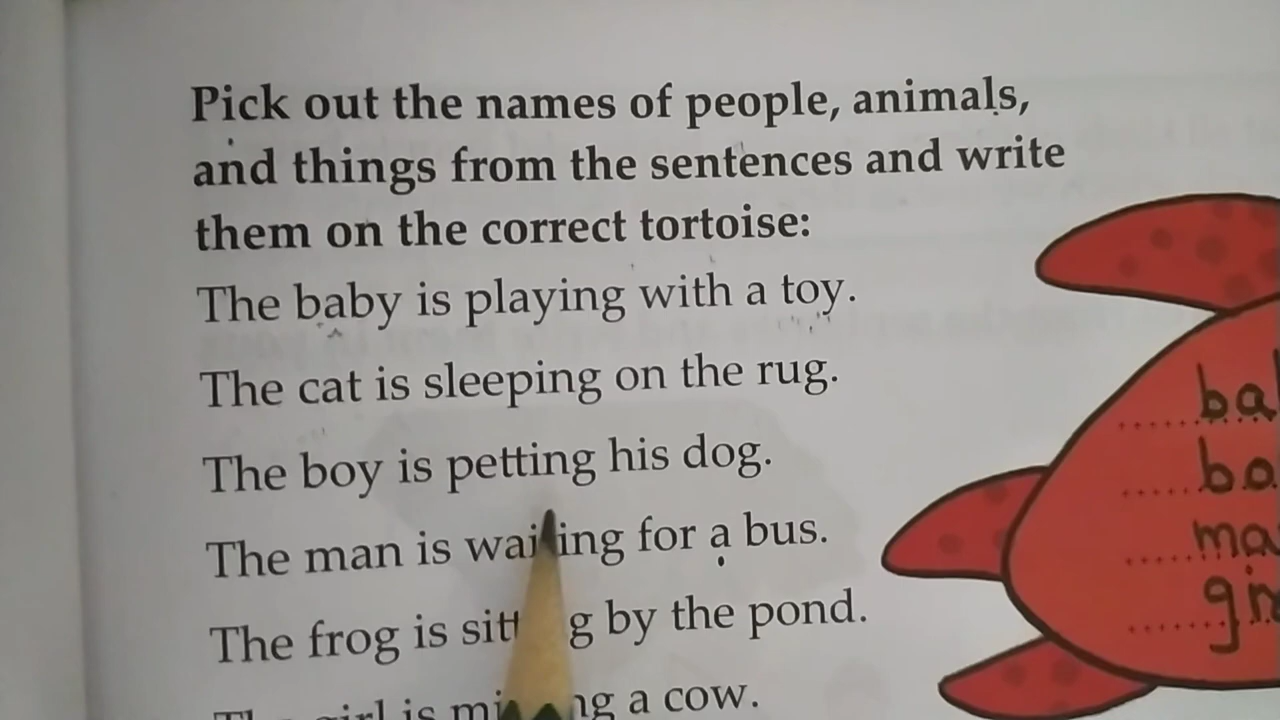 Pick out the names of people, animals,
and things from the sentences and write
them on the correct tortoise:
The baby is playing with a toy.
The cat is sleeping on the rug.
The boy is petting his dog.
The man is waiting for a bus.
The frog is sitting by the pond.
girl is a cow.
ba
bo
ma